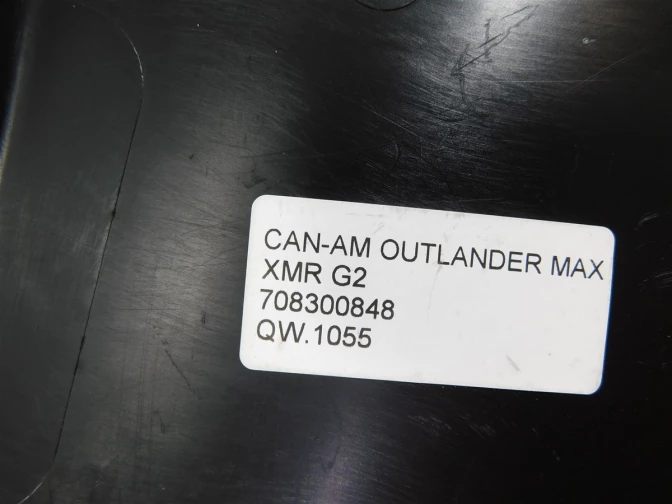 CAN-AM OUTLANDER MAX
XMR G2
708300848
QW.1055